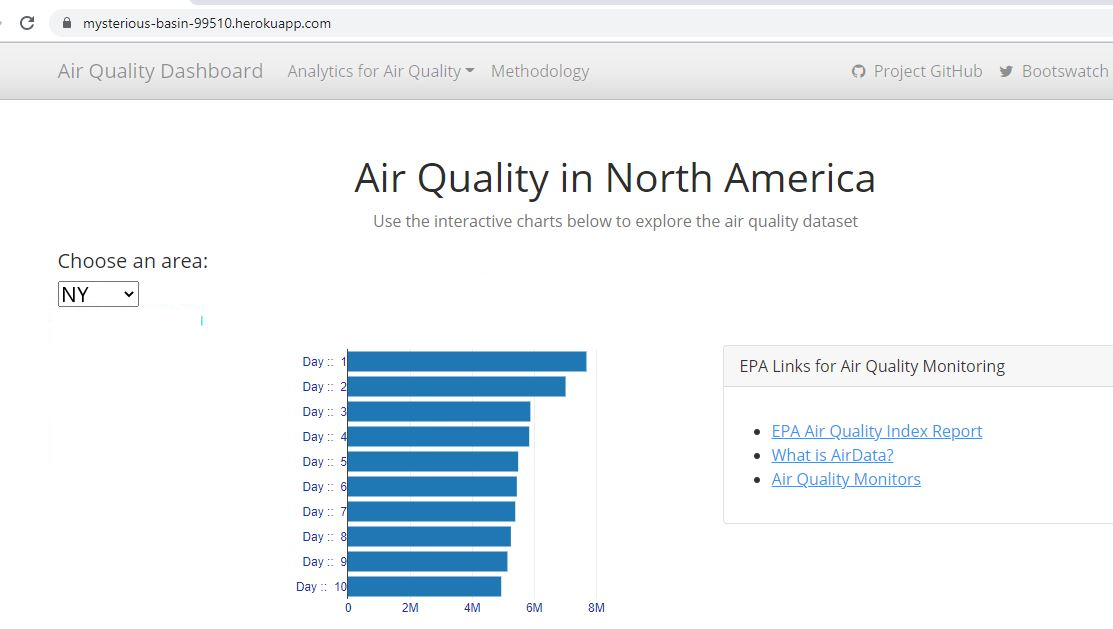 mysterious-basin-99510.herokuapp.com
Air Quality Dashboard Analytics for Air Quality Methodology Project GitHub Bootswatch
Air Quality in North America
Use the interactive charts below to explore the air quality dataset
Choose an area:
NY
Day :: 1
Day :: 2
Day :: 3
Day :: 4
Day :: 5
Day :: 6
Day :: 7
Day :: 8
Day :: 9
Day :: 10
0 2M 4M 6M 8M
EPA Links for Air Quality Monitoring
EPA Air Quality Index Report
What is AirData?
Air Quality Monitors